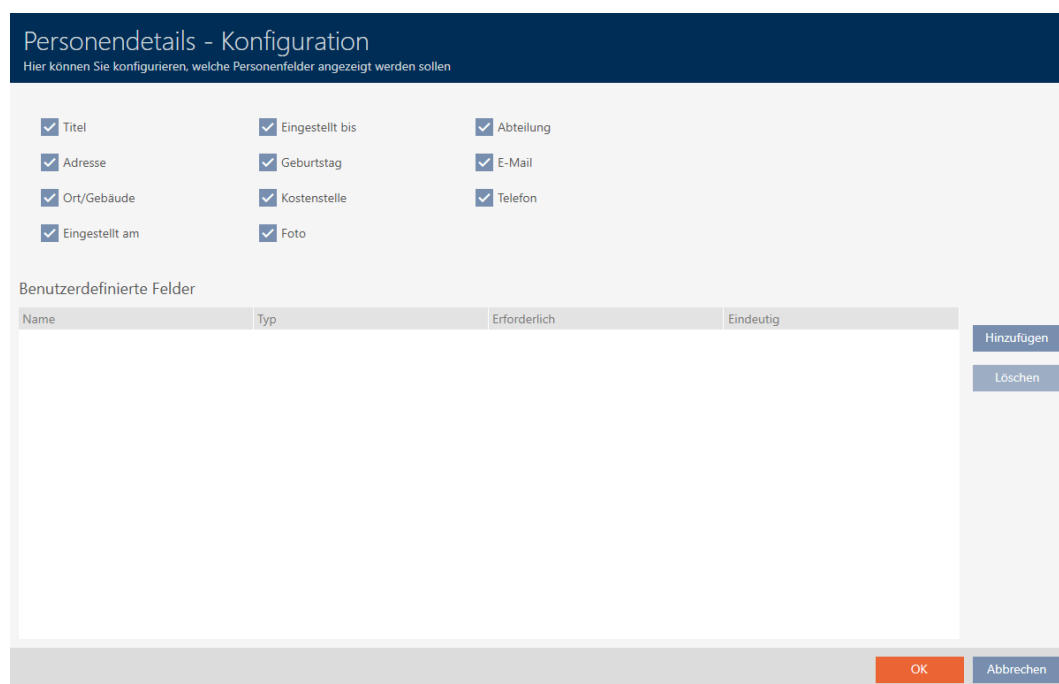 Personendetails - Konfiguration
Hier können Sie konfigurieren, welche Personenfelder angezeigt werden sollen
Titel Eingestellt bis Abteilung
Adresse Geburtstag E-Mail
Ort/Gebäude Kostenstelle Telefon
Eingestellt am Foto
Benutzerdefinierte Felder
Name Typ Erforderlich Eindeutig
Hinzufügen
Löschen
OK Abbrechen